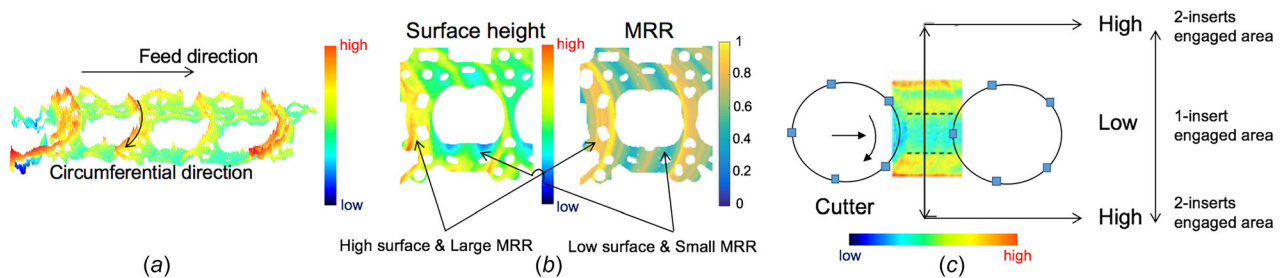 high
Feed direction
Circumferential direction
low
(a)
Surface height
MRR
high
low
1
0.8
0.6
0.4
0.2
0
High surface & Large MRR
Low surface & Small MRR
(b)
High
2-inserts
engaged area
Low
1-insert
engaged area
Cutter
High
2-inserts
engaged area
low
high
(c)